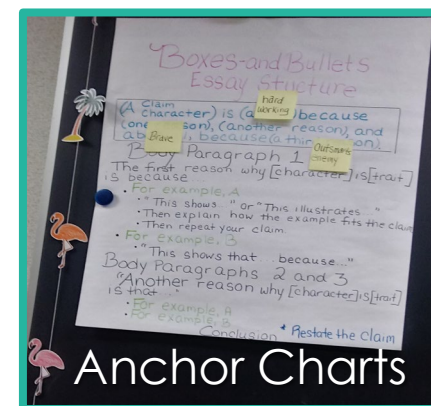 Boxes-and-Bullets
Essay Structure
Claim
hard
working
(A character) is (a) because
(one son), (another reason), and
Brave
ab, because (a thi son).
Outsmarts
enemy
Body Paragraph 1
The first reason why [character] is [trait]
is because
• For example, A
• "This shows..." or "This illustrates..."
• Then explain how the example fits the claim
• Then repeat your claim.
• For example, B
• "This shows that...because..."
Body Paragraphs 2 and 3
"Another reason why [character] is [trait]
is that..."
• For example, A
• For example, B
Conclusion * Restate the Claim
Anchor Charts